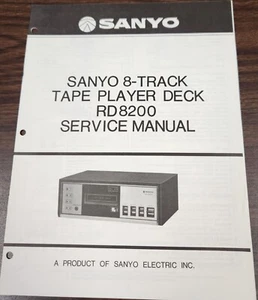 SANYO
SANYO 8-TRACK
TAPE PLAYER DECK
RD8200
SERVICE MANUAL
A PRODUCT OF SANYO ELECTRIC INC.